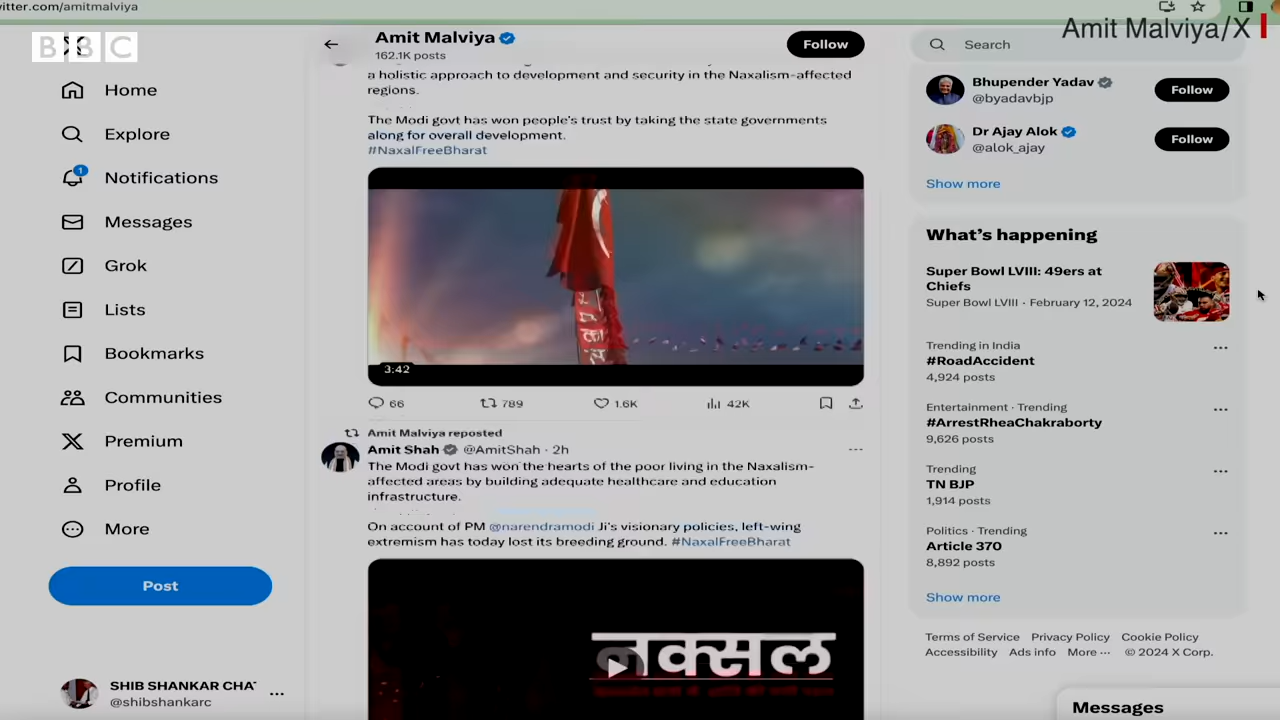 witter.com/amitmalviya
Amit Malviya/X
BBC
Amit Malviya
162.1K posts
Follow
Search
Home
Explore
1
Notifications
Messages
Grok
Lists
Bookmarks
Communities
Premium
Profile
More
Post
SHIB SHANKAR CHAT
@shibshankarc
a holistic approach to development and security in the Naxalism-affected
regions.
The Modi govt has won people's trust by taking the state governments
along for overall development.
#NaxalFreeBharat
3:42
66 789 1.6K 42K
Amit Malviya reposted
Amit Shah @AmitShah · 2h
The Modi govt has won the hearts of the poor living in the Naxalism-
affected areas by building adequate healthcare and education
infrastructure.
On account of PM @narendramodi Ji's visionary policies, left-wing
extremism has today lost its breeding ground. #NaxalFreeBharat
नक्सल
Bhupender Yadav
@byadavbjp
Follow
Dr Ajay Alok
@alok_ajay
Follow
Show more
What's happening
Super Bowl LVIII: 49ers at
Chiefs
Super Bowl LVIII · February 12, 2024
Trending in India
#RoadAccident
4,924 posts
Entertainment · Trending
#ArrestRheaChakraborty
9,626 posts
Trending
TN BJP
1,914 posts
Politics · Trending
Article 370
8,892 posts
Show more
Terms of Service Privacy Policy Cookie Policy
Accessibility Ads info More ··· © 2024 X Corp.
Messages